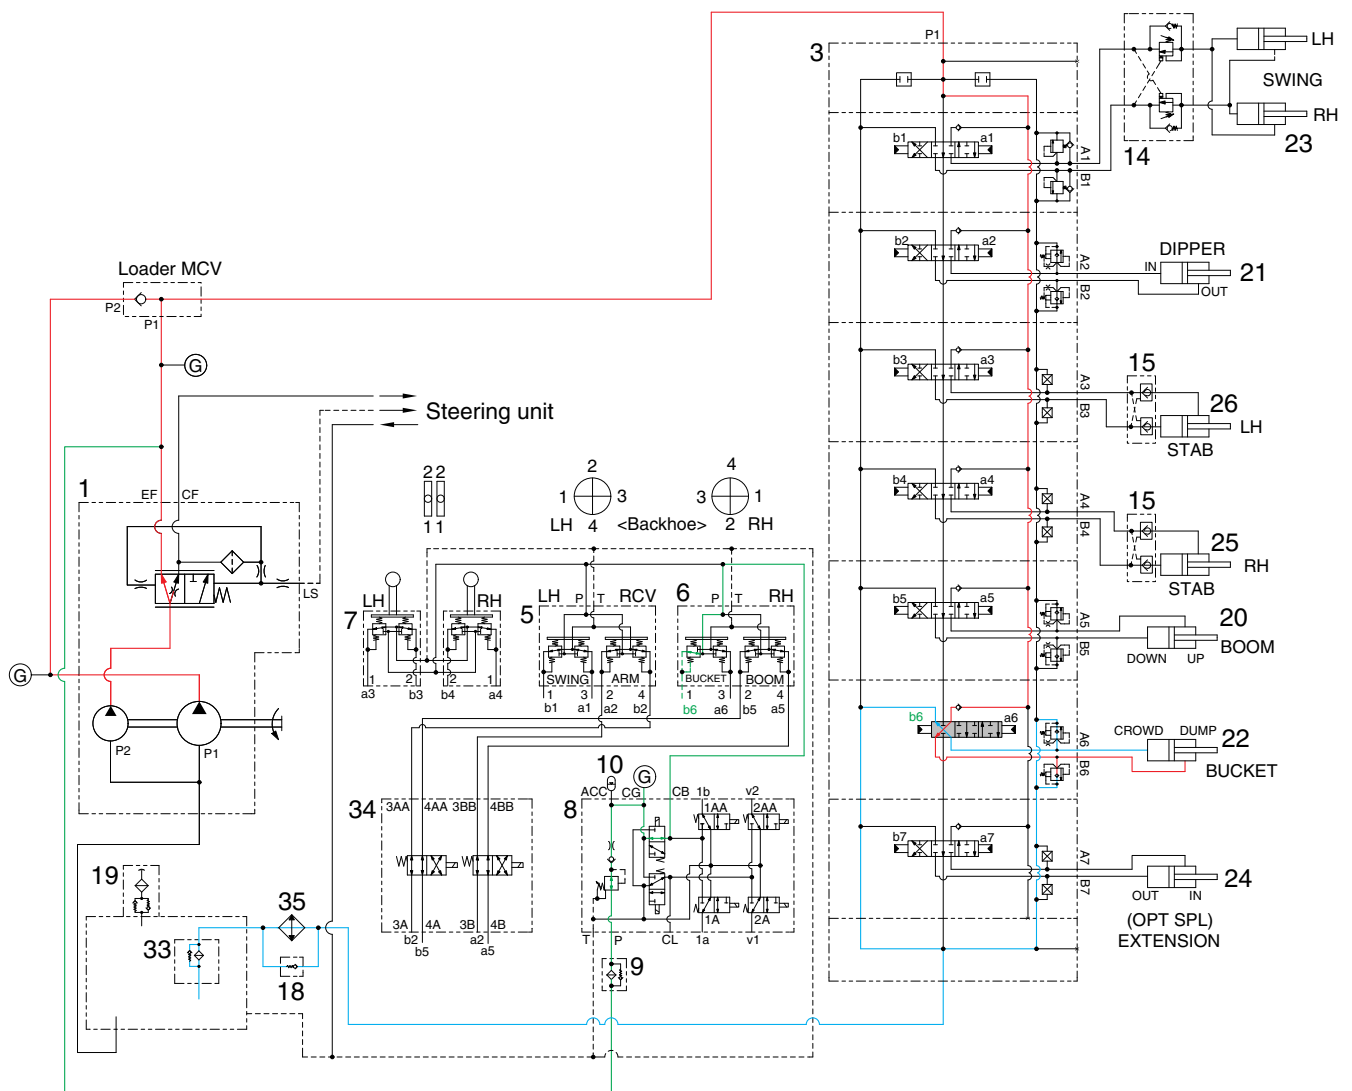 P1
3
LH
SWING
RH
23
14
b1 a1
A1
B1
b2 a2
A2
B2
DIPPER
IN
OUT
21
Loader MCV
P2
P1
G
b3 a3
A3
B3
15
26
LH
STAB
Steering unit
1
EF CF
LS
2 2
1 1
2
1 3
LH 4 <Backhoe> 2 RH
4
3 1
b4 a4
A4
B4
15
25
RH
STAB
7
LH
RH
1 2 2 1
a3 b3 b4 a4
5
LH P T RCV
SWING ARM
1 3 2 4
b1 a1 a2 b2
6
P T RH
BUCKET BOOM
1 3 2 4
b6 a6 b5 a5
b5 a5
A5
B5
20
DOWN UP BOOM
G
P2
P1
b6 a6
A6
B6
CROWD DUMP 22
BUCKET
10
G
ACC CG CB 1b v2
8
1AA 2AA
1A 2A
T P CL 1a v1
34
3AA 4AA 3BB 4BB
3A 4A 3B 4B
b2 a2
b5 a5
b7 a7
A7
B7
OUT IN
24
(OPT SPL)
EXTENSION
19
35
33
18
9